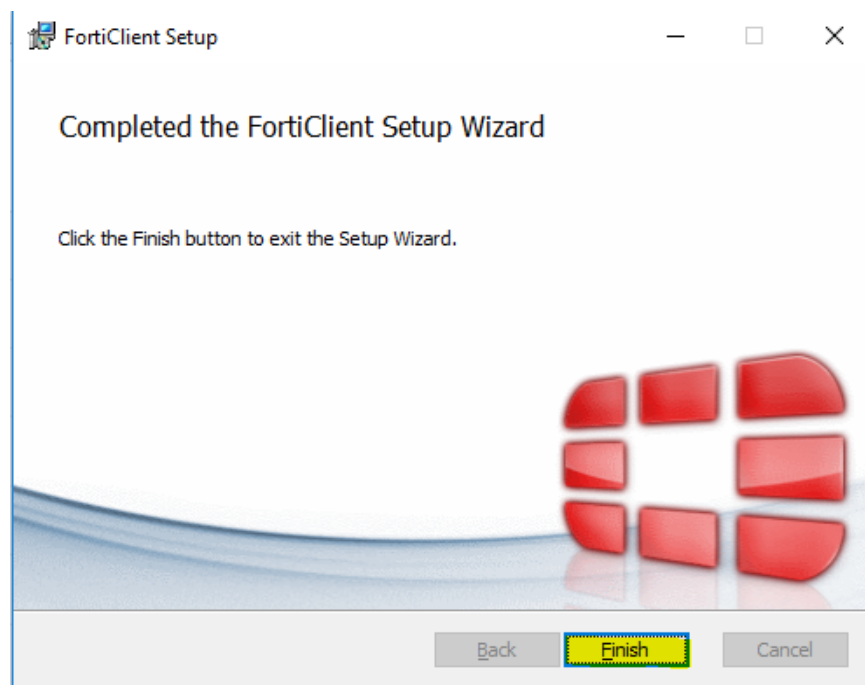 FortiClient Setup
Completed the FortiClient Setup Wizard
Click the Finish button to exit the Setup Wizard.
Back Finish Cancel